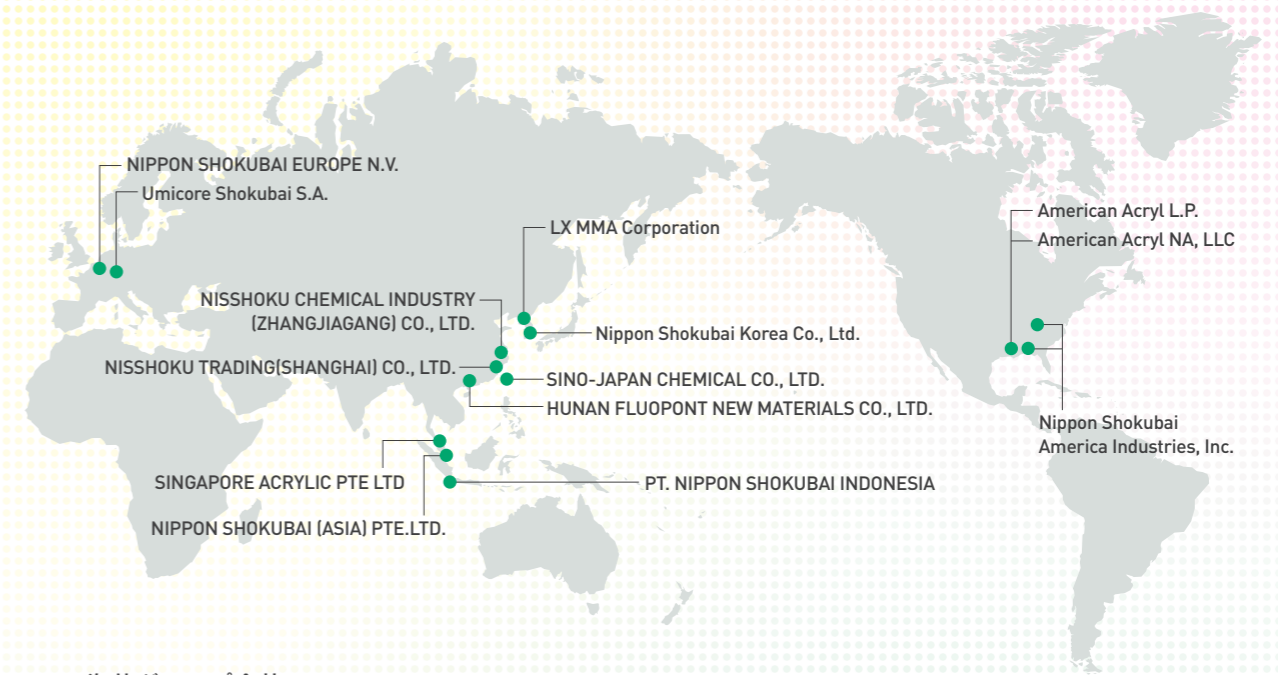 NIPPON SHOKUBAI EUROPE N.V.
Umicore Shokubai S.A.
LX MMA Corporation
American Acryl L.P.
American Acryl NA, LLC
NISSHOKU CHEMICAL INDUSTRY
(ZHANGJIAGANG) CO., LTD.
Nippon Shokubai Korea Co., Ltd.
NISSHOKU TRADING(SHANGHAI) CO., LTD.
SINO-JAPAN CHEMICAL CO., LTD.
HUNAN FLUOPONT NEW MATERIALS CO., LTD.
Nippon Shokubai
America Industries, Inc.
SINGAPORE ACRYLIC PTE LTD
PT. NIPPON SHOKUBAI INDONESIA
NIPPON SHOKUBAI (ASIA) PTE.LTD.